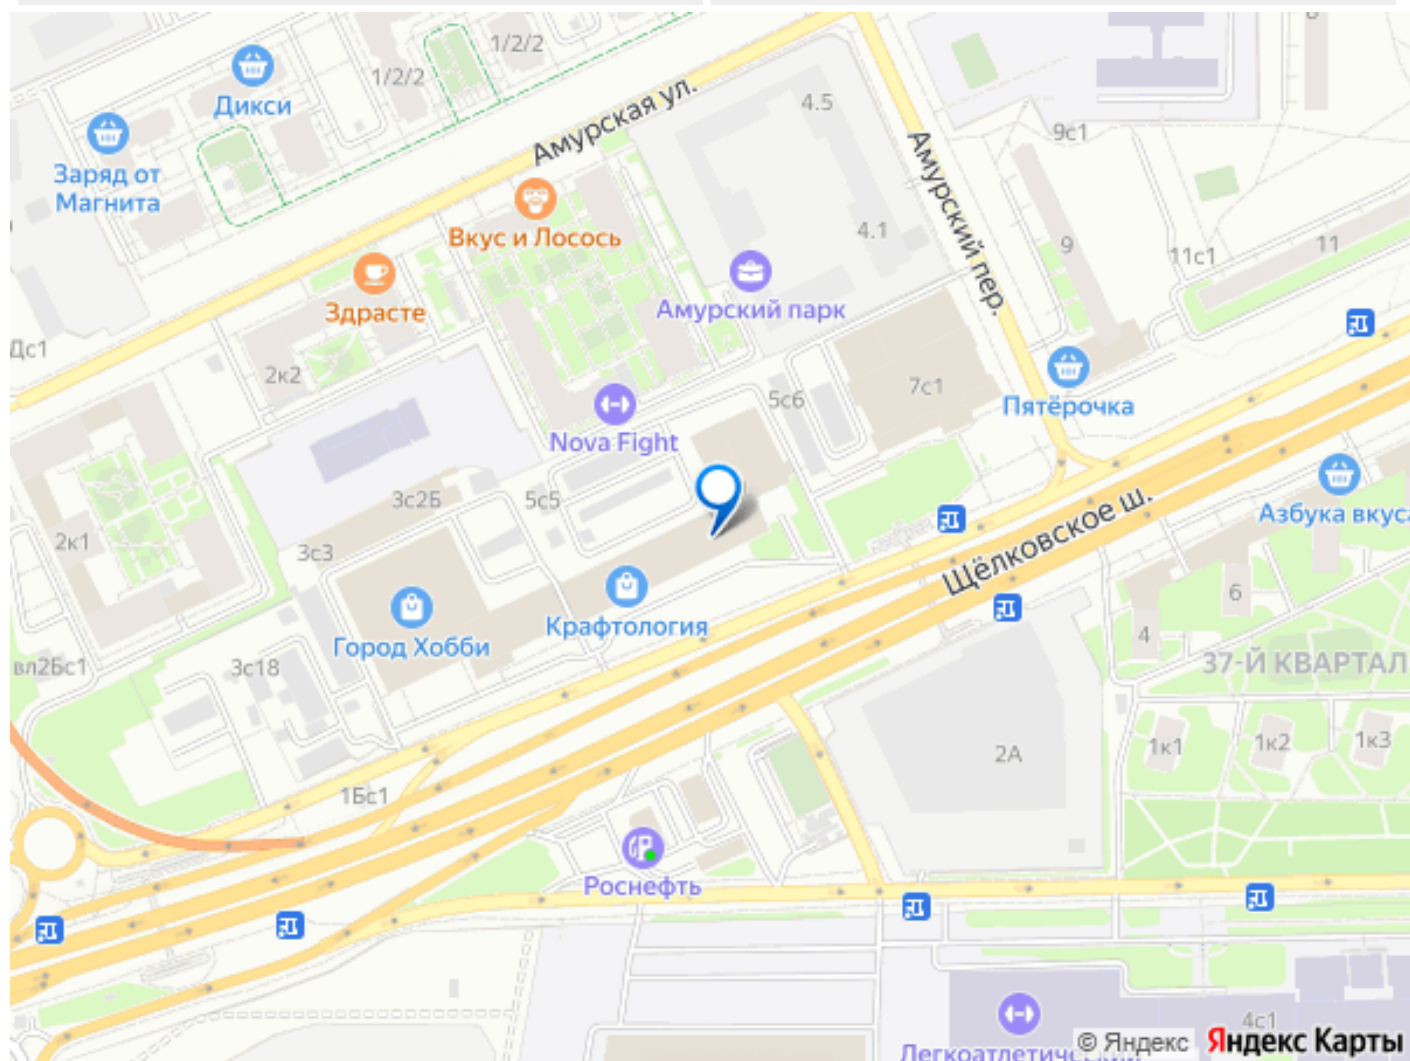 1/2/2
1/2/2
Дикси
4.5
Амурская ул.
9с1
Заряд от
Магнита
Амурский пер.
Вкус и Лосось
4.1
9
11с1
11
Здрасте
Амурский парк
Дс1
2к2
5с6
7с1
Пятёрочка
Nova Fight
3с2Б
5с5
Щёлковское ш.
Азбука вкуса
2к1
3с3
6
Крафтология
4
Город Хобби
вл2Бс1
3с18
37-Й КВАРТАЛ
1к1
1к2
1к3
2А
1Бс1
Роснефть
4с1
© Яндекс Яндекс Карты